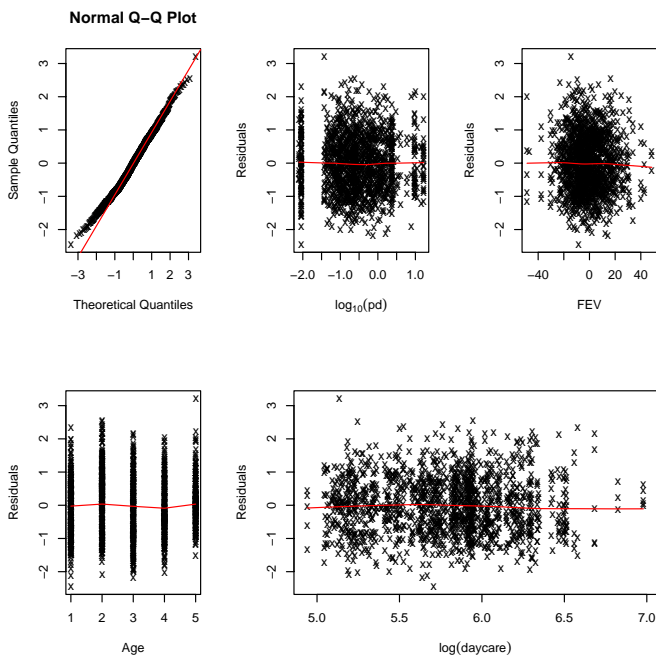 Normal Q−Q Plot
3
2
1
0
−1
−2
Sample Quantiles
−3 −1 0 1 2 3
Theoretical Quantiles
3
2
1
0
−1
−2
Residuals
−2.0 −1.0 0.0 1.0
log10(pd)
3
2
1
0
−1
−2
Residuals
−40 −20 0 20 40
FEV
3
2
1
0
−1
−2
Residuals
1 2 3 4 5
Age
3
2
1
0
−1
−2
Residuals
5.0 5.5 6.0 6.5 7.0
log(daycare)